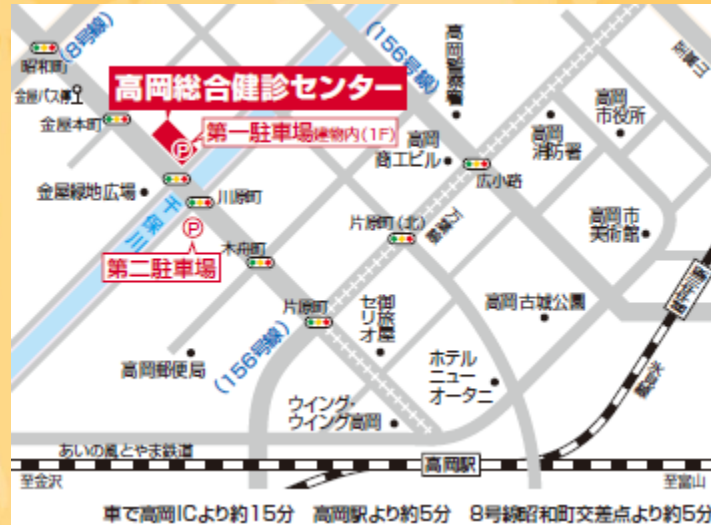 (8号線)
昭和町
金屋バス停
金屋本町
高岡総合健診センター
第一駐車場建物内(1F)
(156号線)
高岡警察署
高岡
商工ビル
高岡
消防署
高岡
市役所
至富山
広小路
金屋緑地広場
川原町
千保川
第二駐車場
木舟町
片原町(北)
万葉線
高岡市
美術館
片原町
御旅屋
セリオ
高岡古城公園
高岡郵便局
(156号線)
ホテル
ニュー
オータニ
ウイング・
ウイング高岡
氷見線
あいの風とやま鉄道
高岡駅
至金沢
至富山
車で高岡ICより約15分 高岡駅より約5分 8号線昭和町交差点より約5分